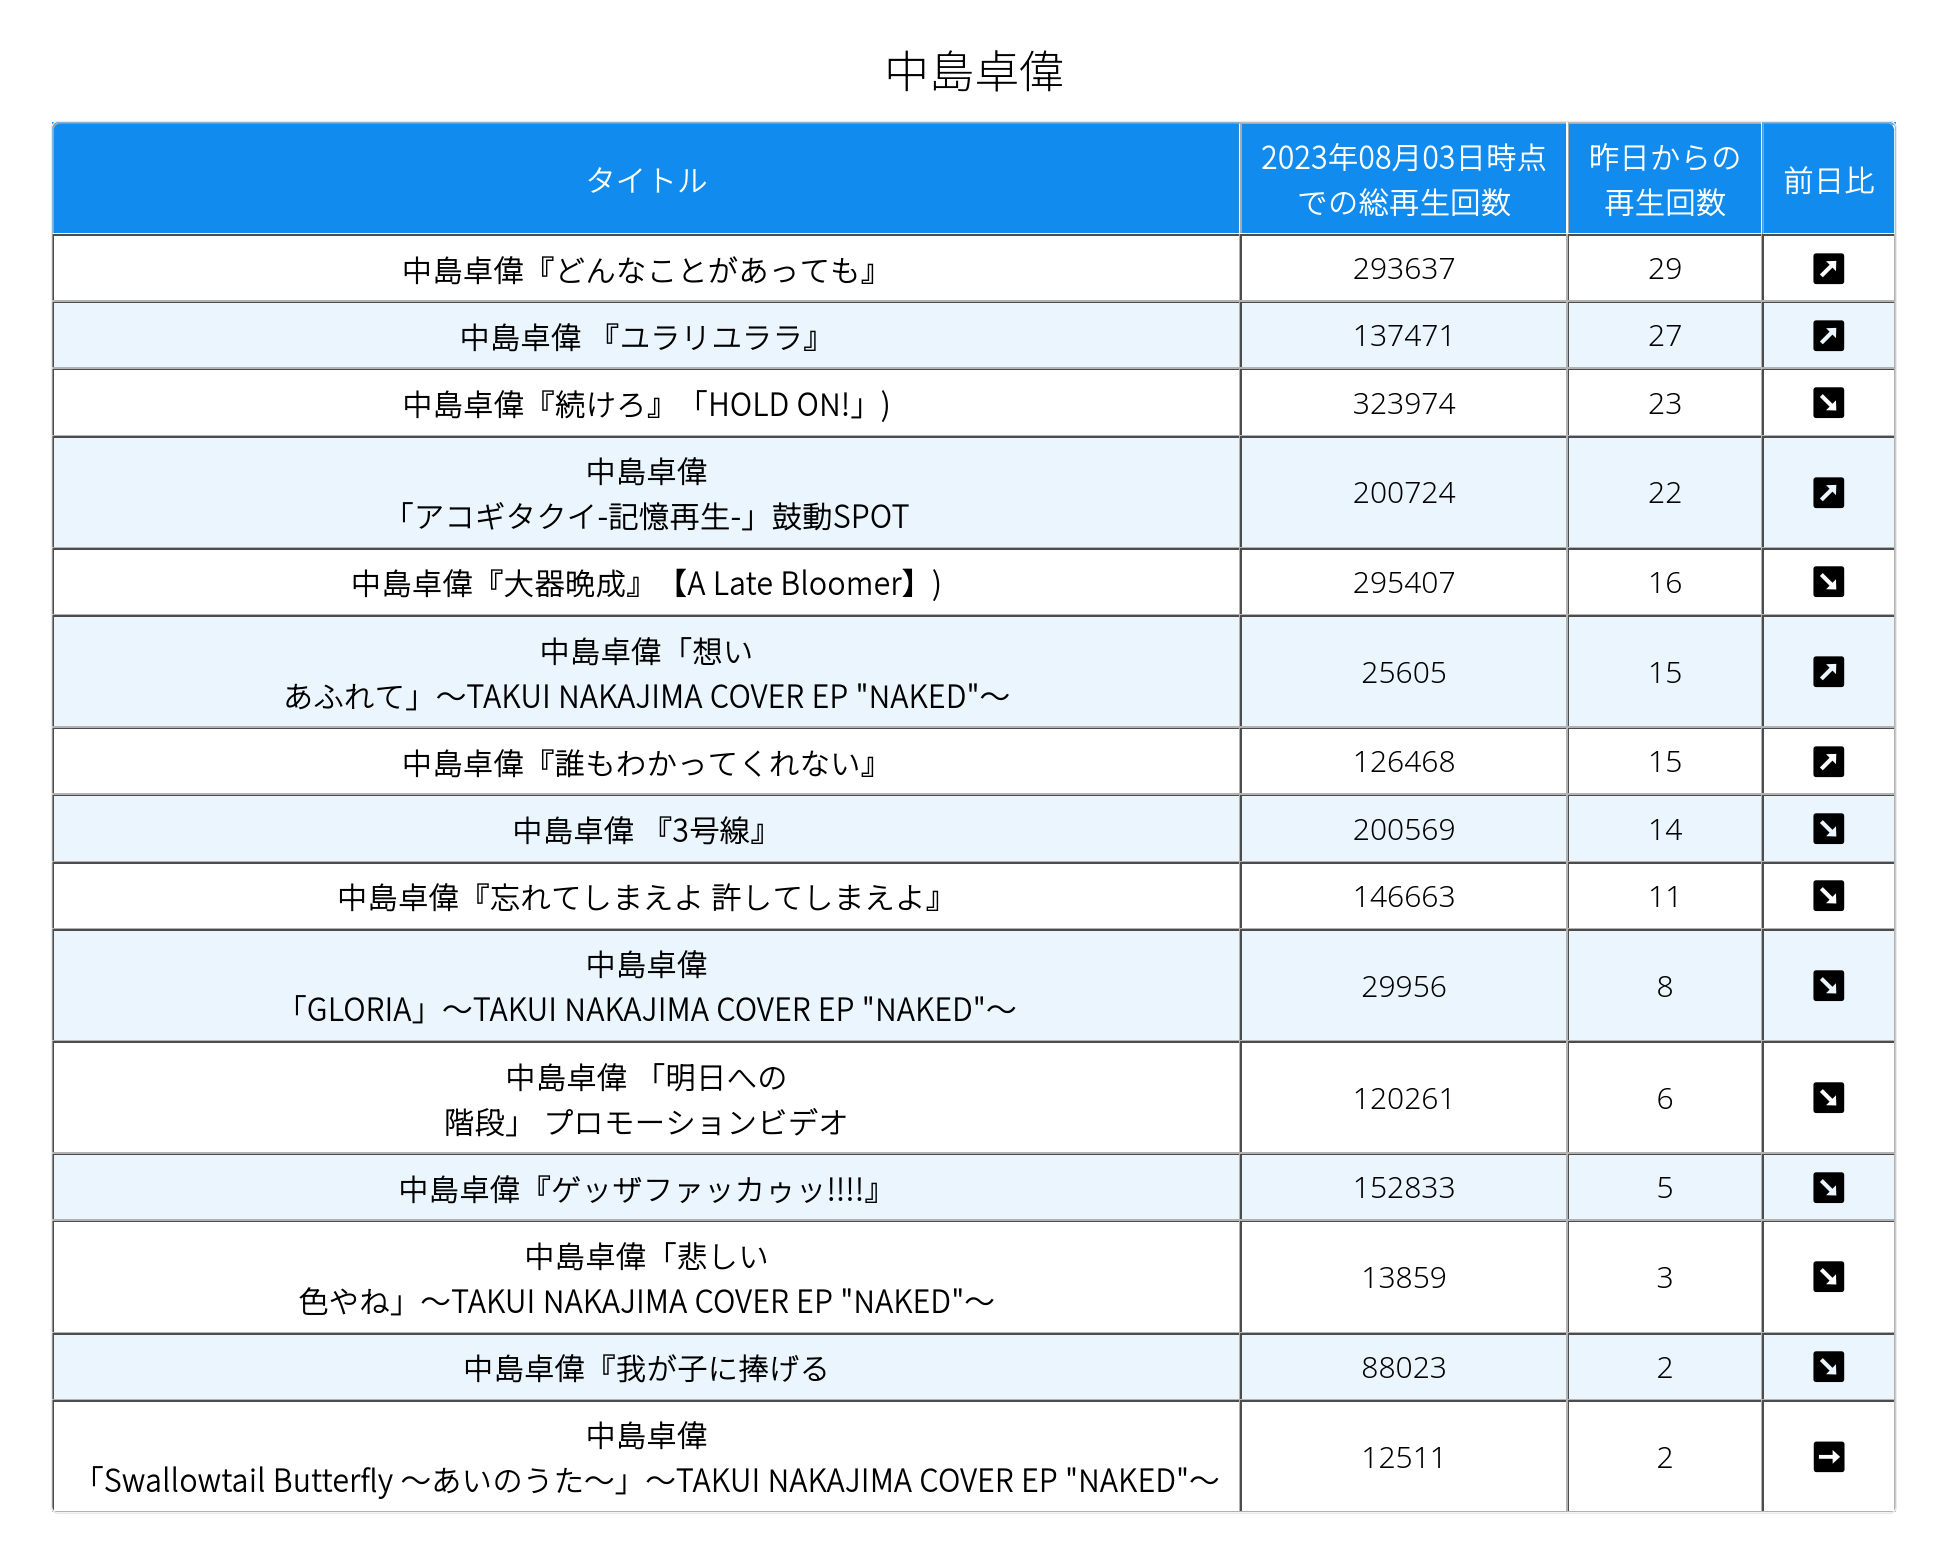 中島卓偉
タイトル
2023年08月03日時点
での総再生回数
昨日からの
再生回数
前日比
中島卓偉『どんなことがあっても』
293637
29
中島卓偉 『ユラリユララ』
137471
27
中島卓偉『続けろ』「HOLD ON!」)
323974
23
中島卓偉
「アコギタクイ-記憶再生-」鼓動SPOT
200724
22
中島卓偉『大器晩成』【A Late Bloomer】)
295407
16
中島卓偉「想い
あふれて」〜TAKUI NAKAJIMA COVER EP "NAKED"〜
25605
15
中島卓偉『誰もわかってくれない』
126468
15
中島卓偉 『3号線』
200569
14
中島卓偉『忘れてしまえよ 許してしまえよ』
146663
11
中島卓偉
「GLORIA」〜TAKUI NAKAJIMA COVER EP "NAKED"〜
29956
8
中島卓偉 「明日への
階段」 プロモーションビデオ
120261
6
中島卓偉『ゲッザファッカゥッ!!!!』
152833
5
中島卓偉「悲しい
色やね」〜TAKUI NAKAJIMA COVER EP "NAKED"〜
13859
3
中島卓偉『我が子に捧げる
88023
2
中島卓偉
「Swallowtail Butterfly 〜あいのうた〜」〜TAKUI NAKAJIMA COVER EP "NAKED"〜
12511
2